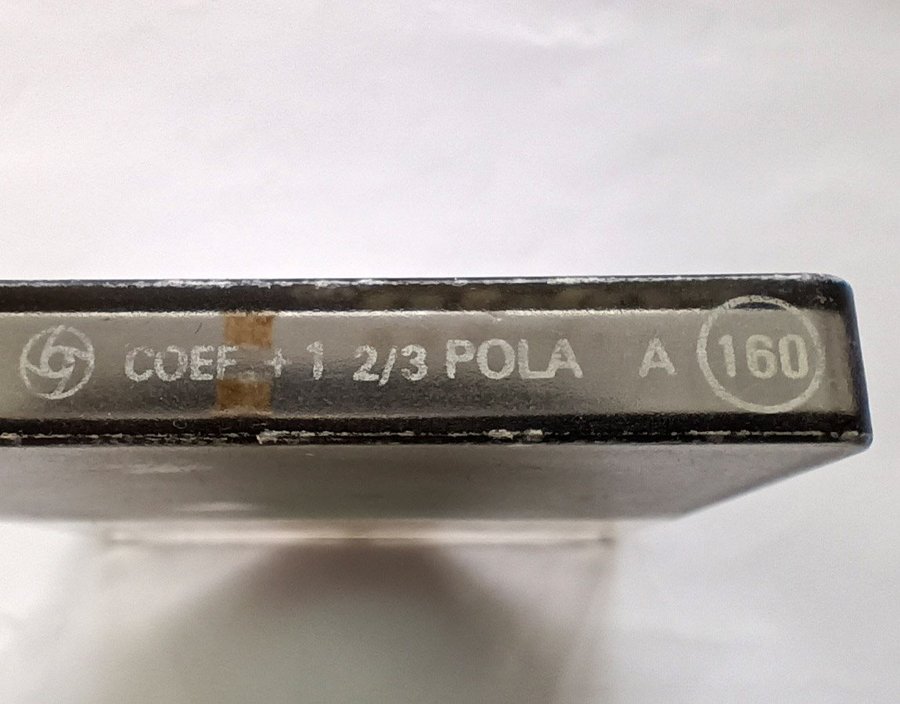 COEF. + 1 2/3 POLA A 160